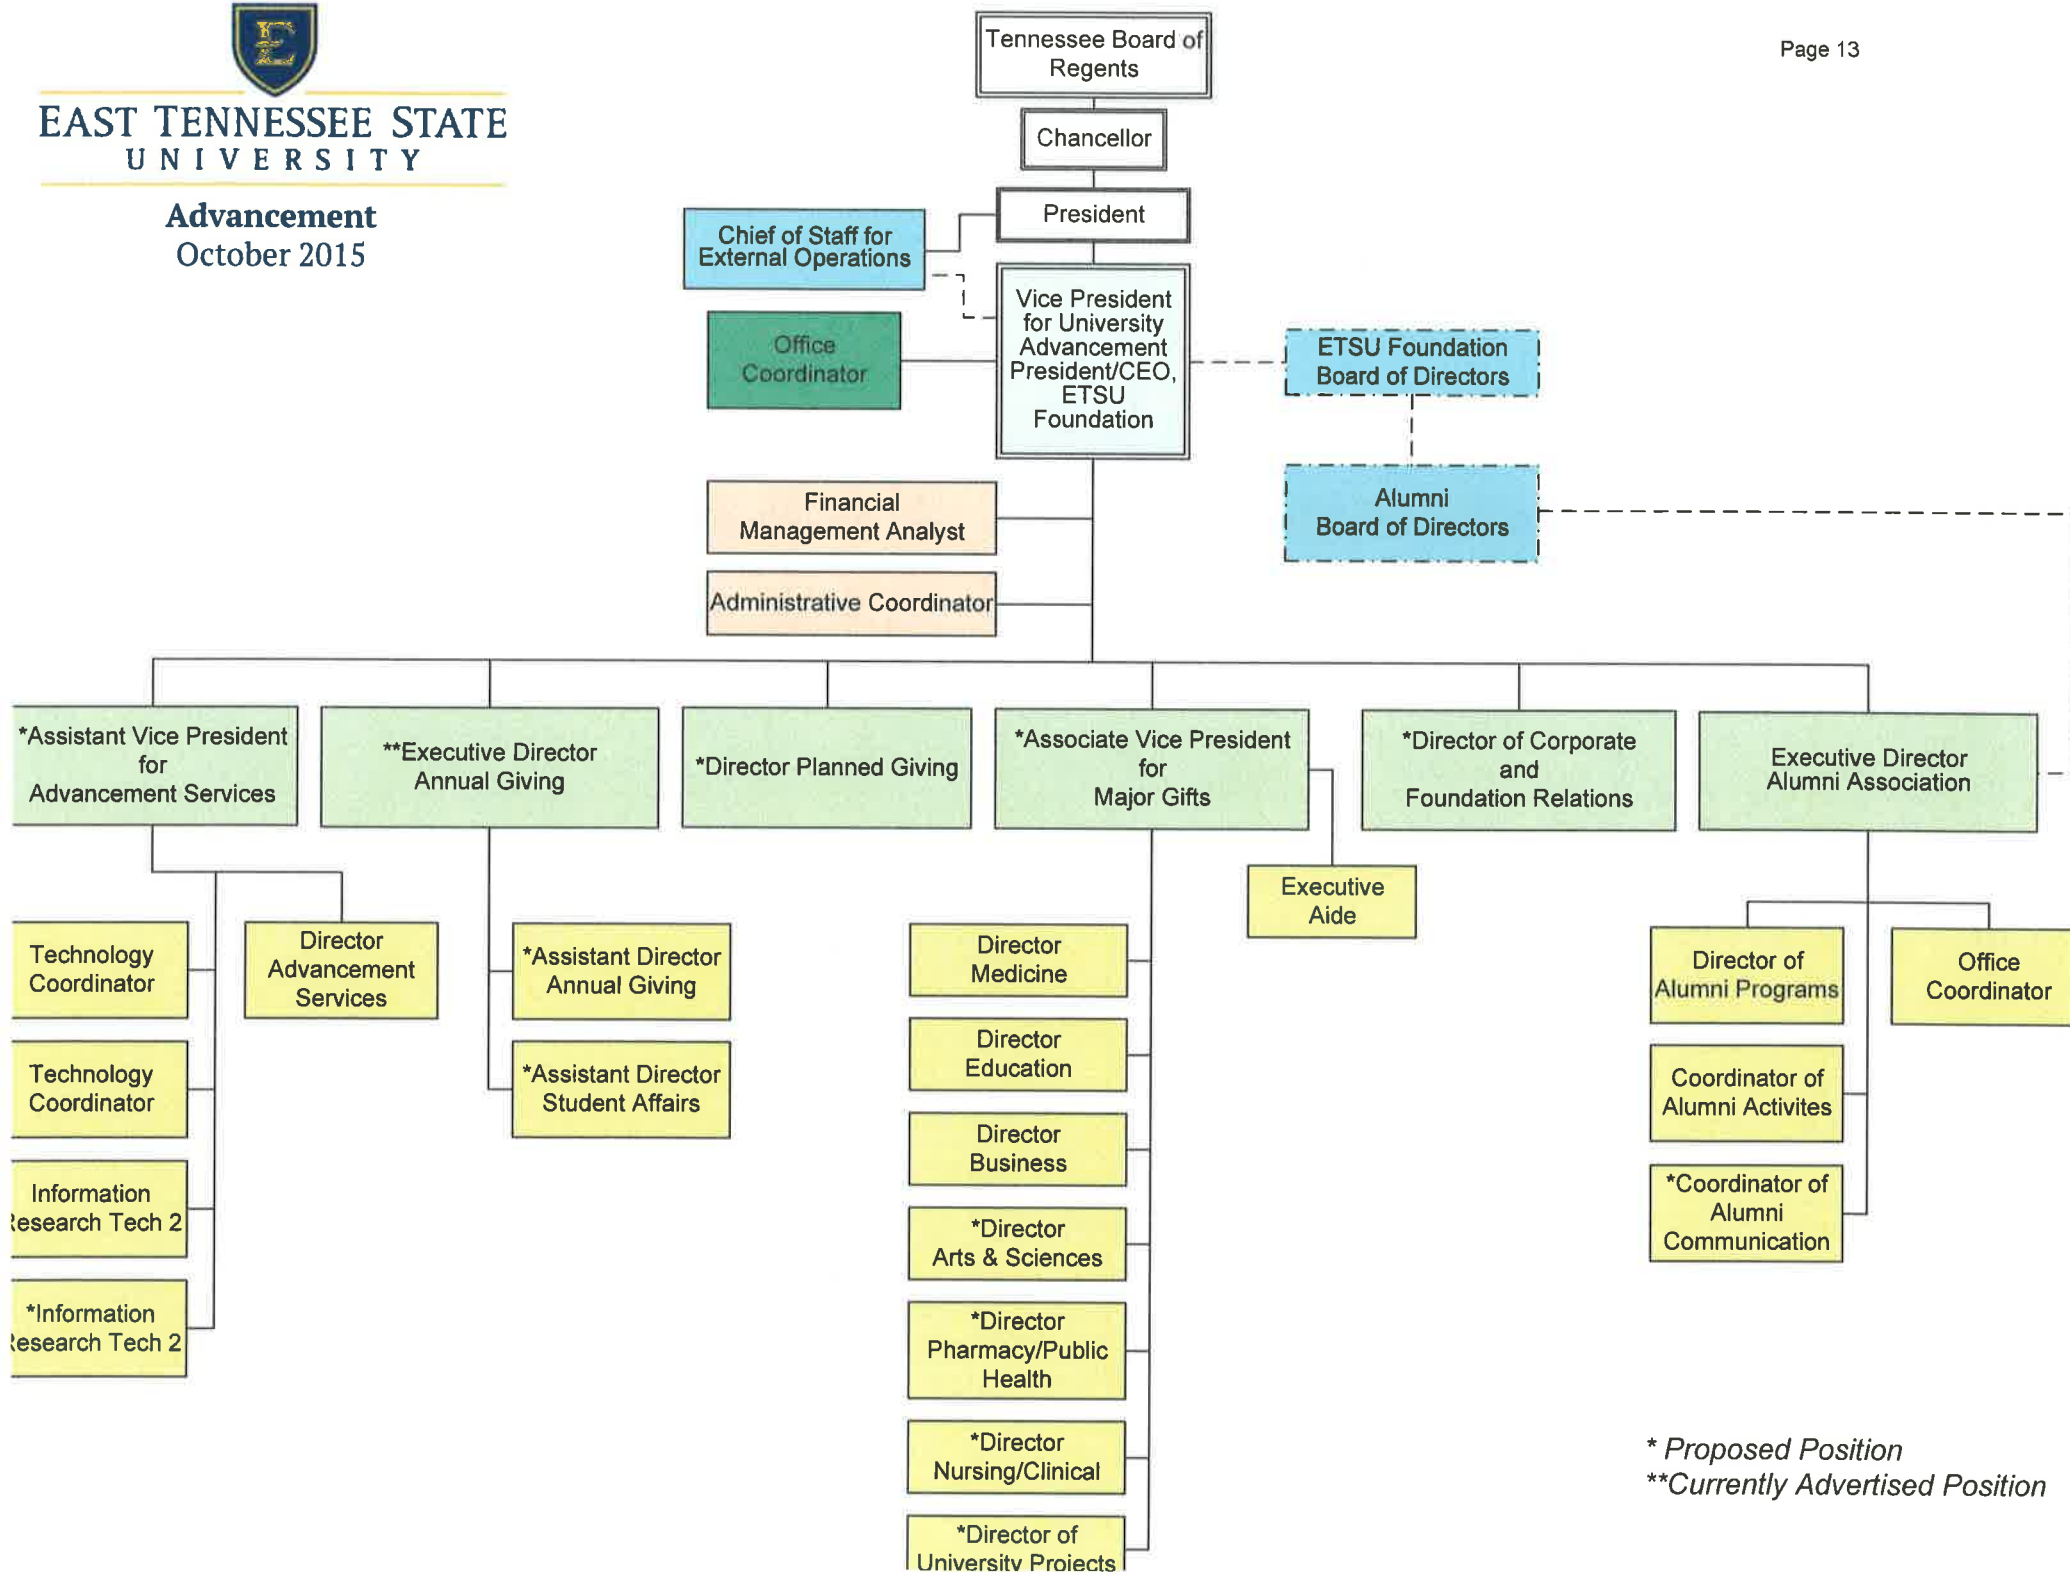 E
EAST TENNESSEE STATE
UNIVERSITY
Advancement
October 2015
Page 13
Tennessee Board of
Regents
Chancellor
President
Chief of Staff for
External Operations
Office
Coordinator
Vice President
for University
Advancement
President/CEO,
ETSU
Foundation
ETSU Foundation
Board of Directors
Alumni
Board of Directors
Financial
Management Analyst
Administrative Coordinator
*Assistant Vice President
for
Advancement Services
**Executive Director
Annual Giving
*Director Planned Giving
*Associate Vice President
for
Major Gifts
*Director of Corporate
and
Foundation Relations
Executive Director
Alumni Association
Executive
Aide
Technology
Coordinator
Director
Advancement
Services
Technology
Coordinator
Information
Research Tech 2
*Information
Research Tech 2
*Assistant Director
Annual Giving
*Assistant Director
Student Affairs
Director
Medicine
Director
Education
Director
Business
*Director
Arts & Sciences
*Director
Pharmacy/Public
Health
*Director
Nursing/Clinical
*Director of
University Projects
Director of
Alumni Programs
Office
Coordinator
Coordinator of
Alumni Activites
*Coordinator of
Alumni
Communication
* Proposed Position
**Currently Advertised Position